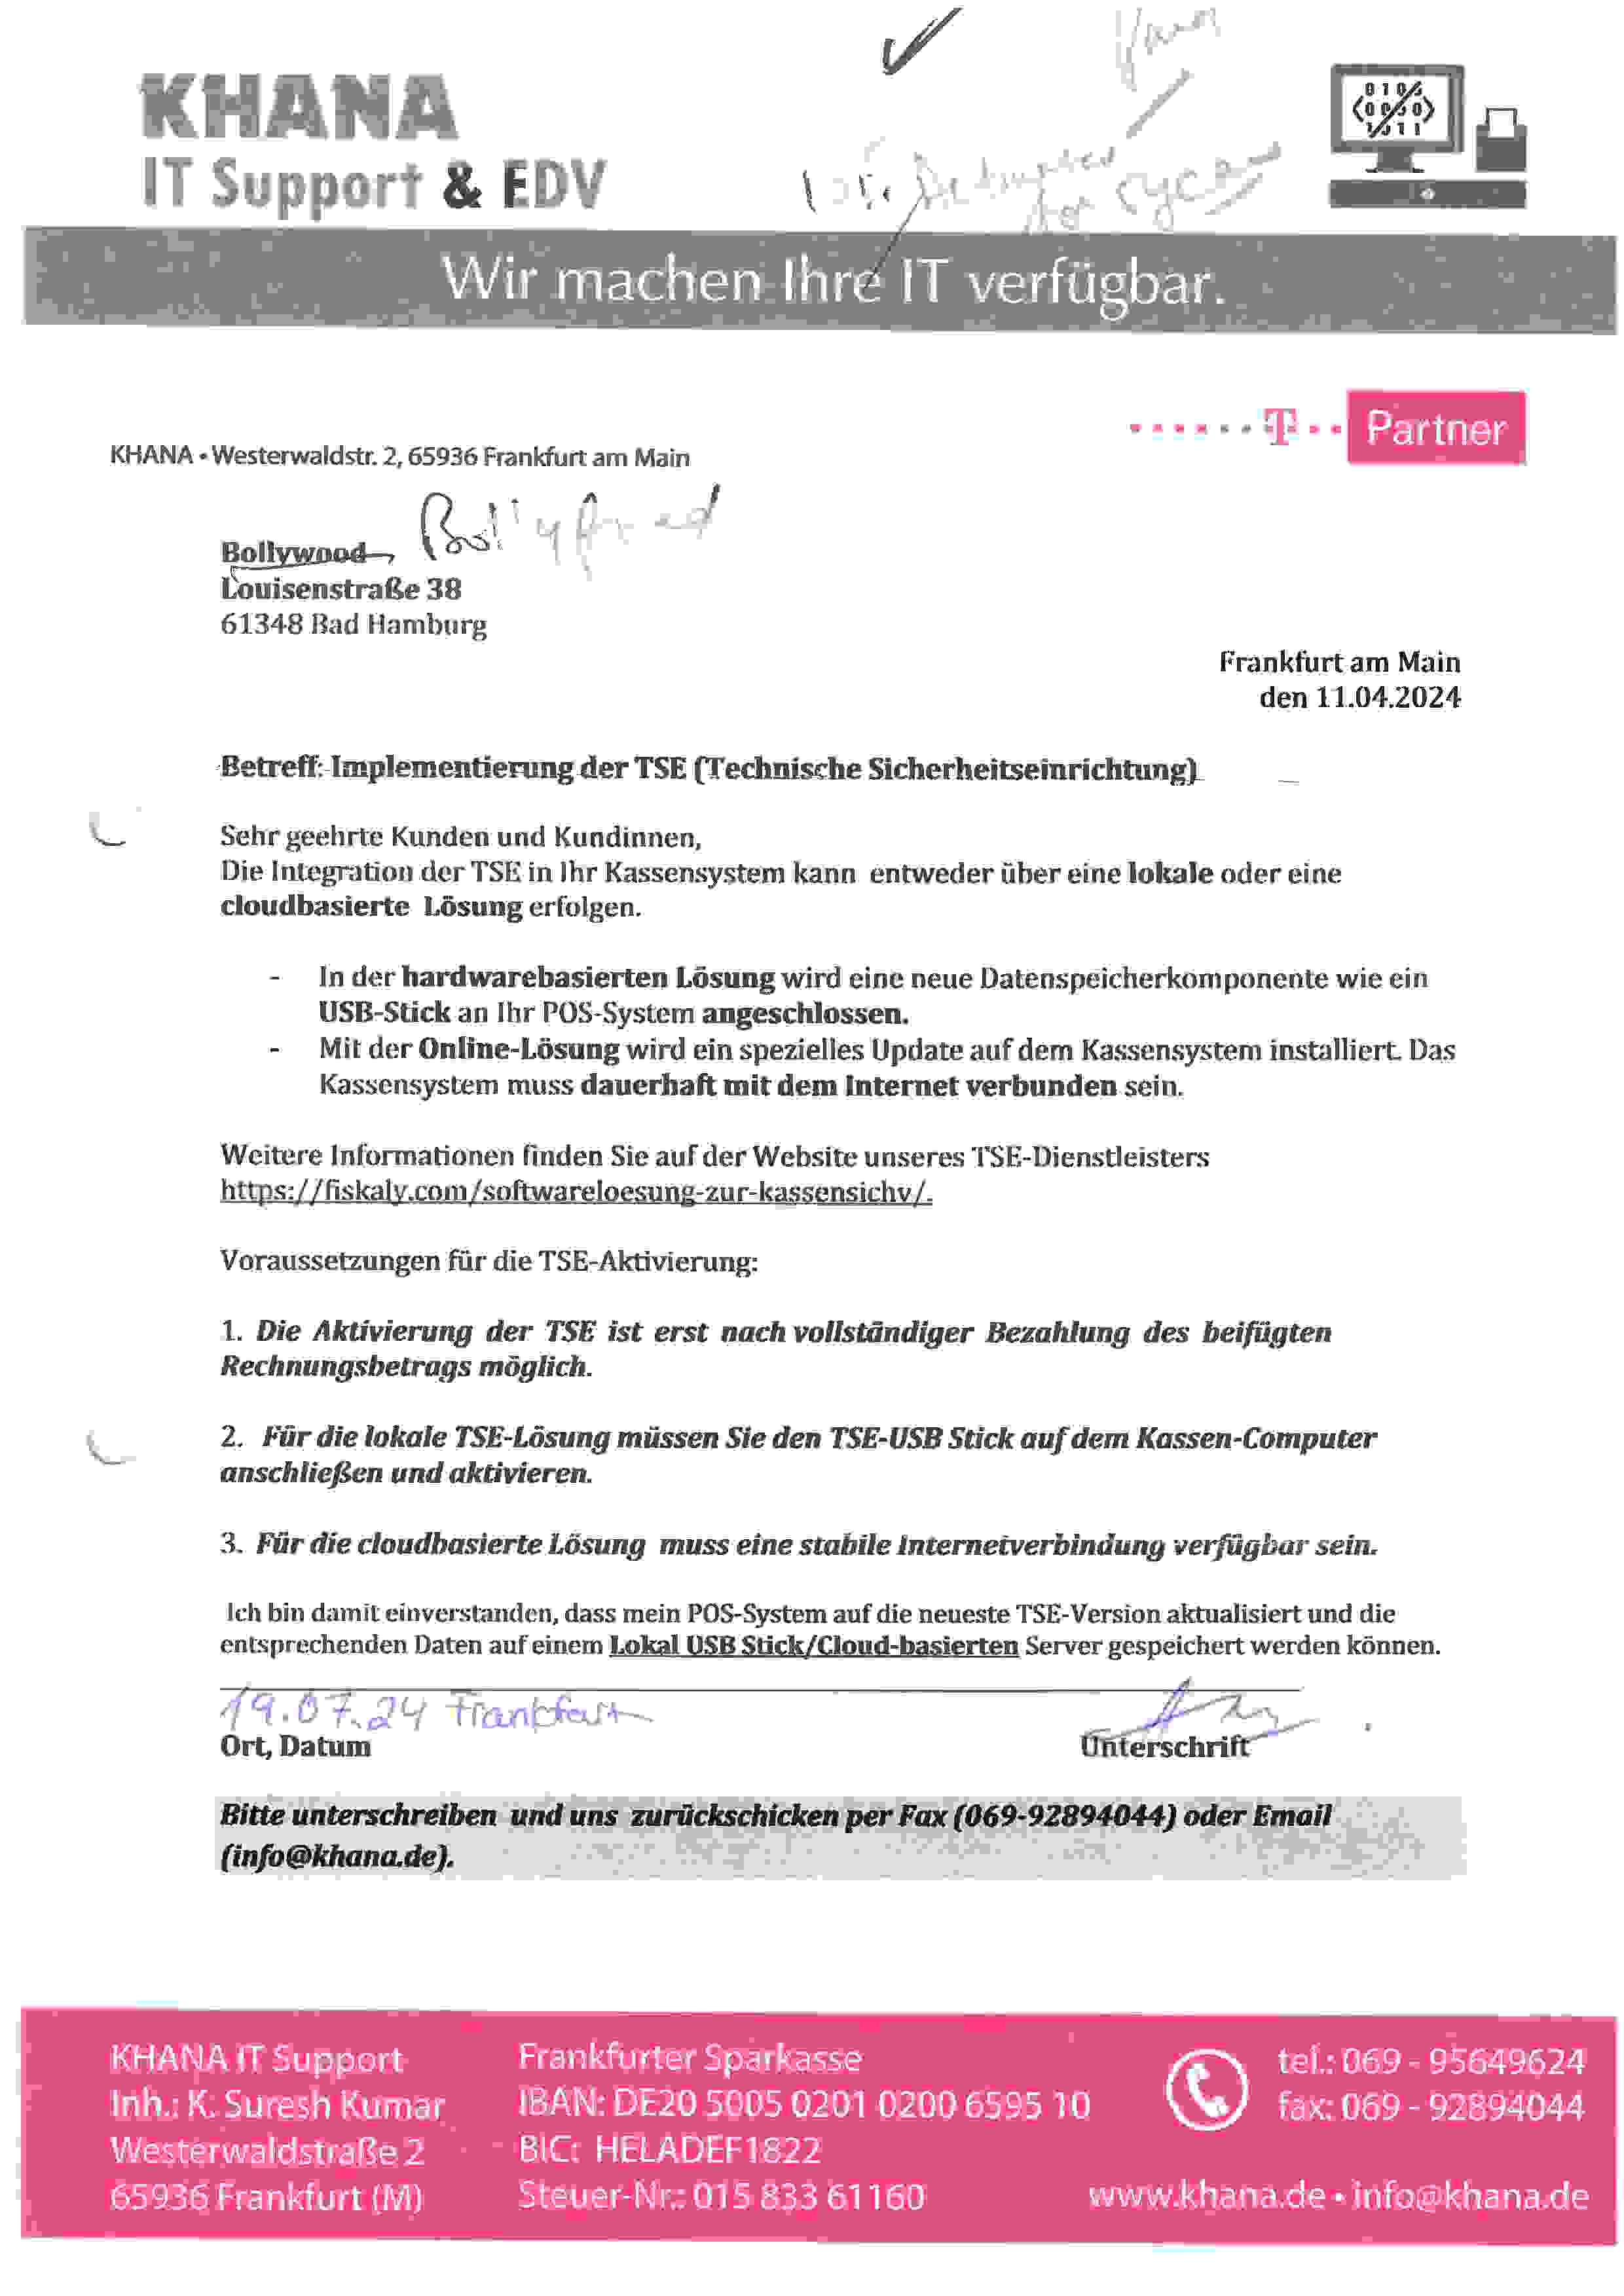 KHANA
IT Support & EDV
Wir machen Ihre IT verfügbar.
T Partner
KHANA • Westerwaldstr. 2, 65936 Frankfurt am Main
Bollywood
Louisenstraße 38
61348 Bad Hamburg
Frankfurt am Main
den 11.04.2024
Betreff: Implementierung der TSE (Technische Sicherheitseinrichtung)
Sehr geehrte Kunden und Kundinnen,
Die Integration der TSE in Ihr Kassensystem kann entweder über eine lokale oder eine
cloudbasierte Lösung erfolgen.
- In der hardwarebasierten Lösung wird eine neue Datenspeicherkomponente wie ein
USB-Stick an Ihr POS-System angeschlossen.
- Mit der Online-Lösung wird ein spezielles Update auf dem Kassensystem installiert. Das
Kassensystem muss dauerhaft mit dem Internet verbunden sein.
Weitere Informationen finden Sie auf der Website unseres TSE-Dienstleisters
https://fiskaly.com/softwareloesung-zur-kassensichv/.
Voraussetzungen für die TSE-Aktivierung:
1. Die Aktivierung der TSE ist erst nach vollständiger Bezahlung des beifügten
Rechnungsbetrags möglich.
2. Für die lokale TSE-Lösung müssen Sie den TSE-USB Stick auf dem Kassen-Computer
anschließen und aktivieren.
3. Für die cloudbasierte Lösung muss eine stabile Internetverbindung verfügbar sein.
Ich bin damit einverstanden, dass mein POS-System auf die neueste TSE-Version aktualisiert und die
entsprechenden Daten auf einem Lokal USB Stick/Cloud-basierten Server gespeichert werden können.
19.07.24 Frankfurt
Ort, Datum Unterschrift
Bitte unterschreiben und uns zurückschicken per Fax (069-92894044) oder Email
(info@khana.de).
KHANA IT Support
Inh.: K. Suresh Kumar
Westerwaldstraße 2
65936 Frankfurt (M)
Frankfurter Sparkasse
IBAN: DE20 5005 0201 0200 6595 10
BIC: HELADEF1822
Steuer-Nr.: 015 833 61160
tel.: 069 - 95649624
fax: 069 - 92894044
www.khana.de • info@khana.de